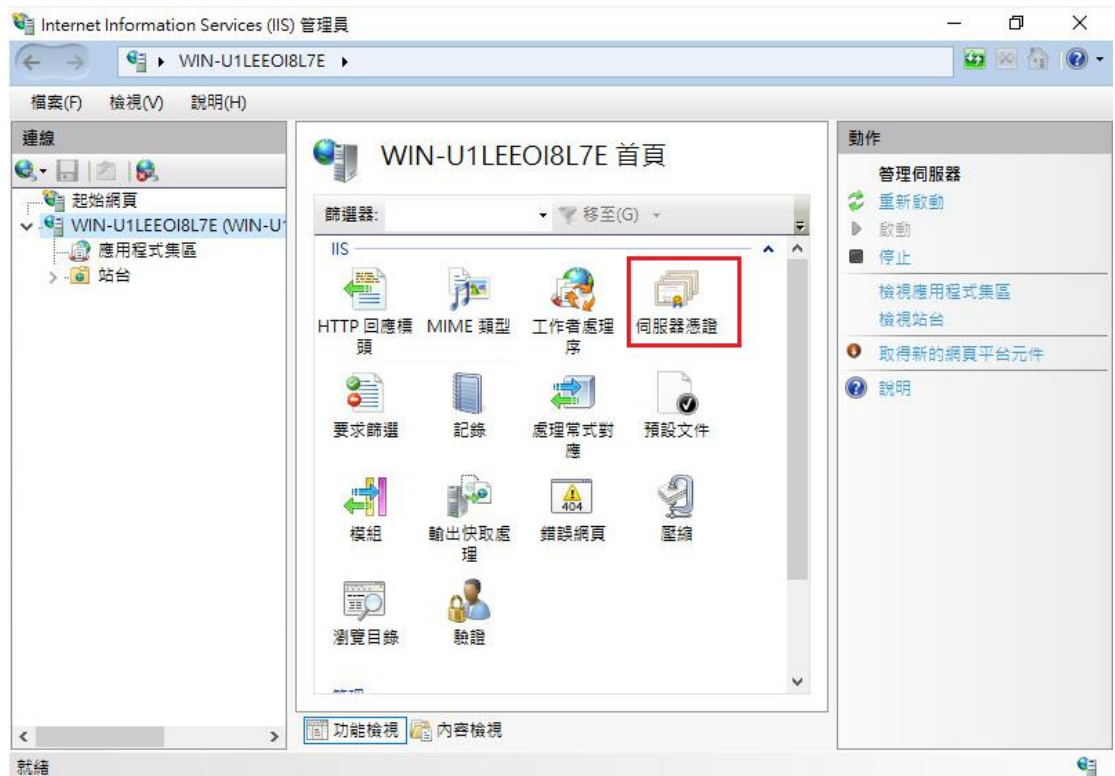 Internet Information Services (IIS) 管理員
WIN-U1LEEOI8L7E
檔案(F) 檢視(V) 說明(H)
連線
起始網頁
WIN-U1LEEOI8L7E (WIN-U1
應用程式集區
站台
WIN-U1LEEOI8L7E 首頁
篩選器:
移至(G)
IIS
HTTP 回應標
頭
MIME 類型
工作者處理
序
伺服器憑證
要求篩選
記錄
處理常式對
應
預設文件
模組
輸出快取處
理
404
錯誤網頁
壓縮
瀏覽目錄
驗證
功能檢視
內容檢視
動作
管理伺服器
重新啟動
啟動
停止
檢視應用程式集區
檢視站台
取得新的網頁平台元件
說明
就緒